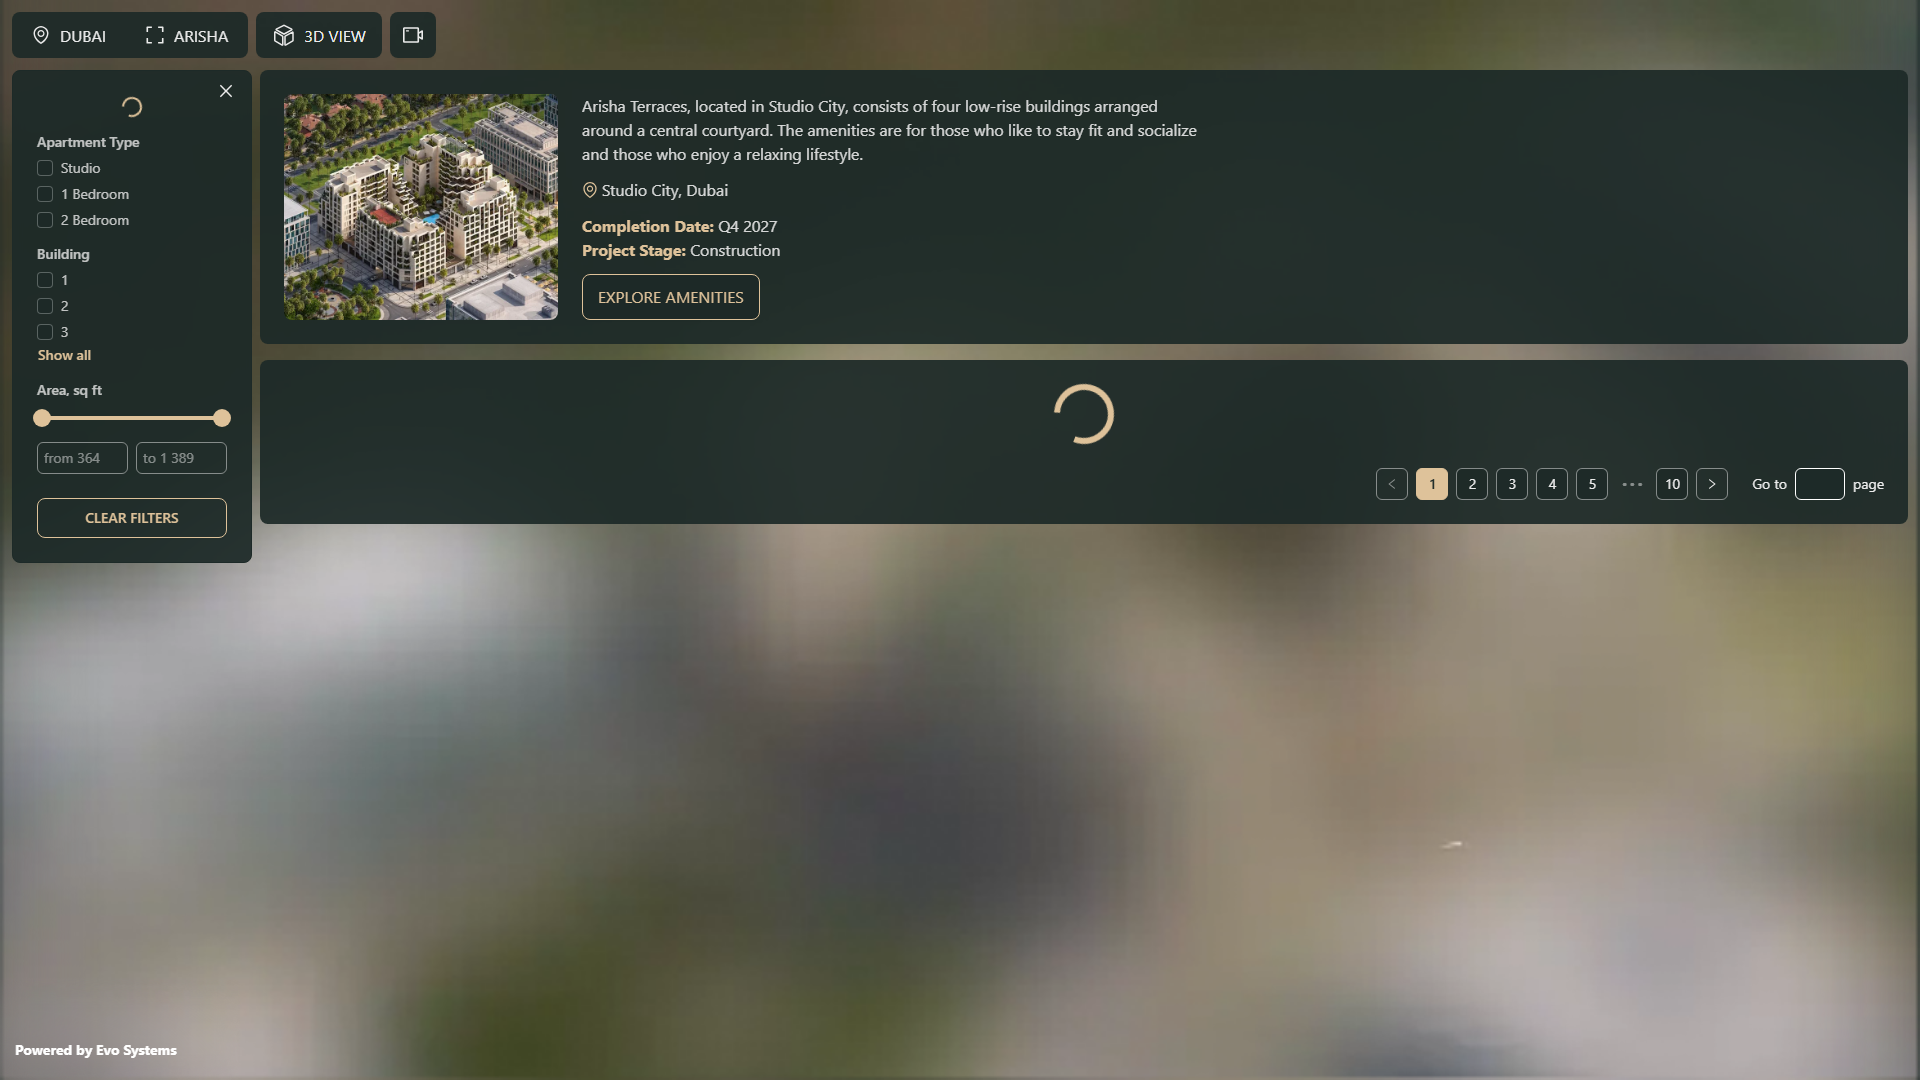 DUBAI
ARISHA
3D VIEW
Apartment Type
Studio
1 Bedroom
2 Bedroom
Building
1
2
3
Show all
Area, sq ft
from 364
to 1 389
CLEAR FILTERS
Arisha Terraces, located in Studio City, consists of four low-rise buildings arranged
around a central courtyard. The amenities are for those who like to stay fit and socialize
and those who enjoy a relaxing lifestyle.
Studio City, Dubai
Completion Date: Q4 2027
Project Stage: Construction
EXPLORE AMENITIES
1 2 3 4 5 ••• 10 Go to page
Powered by Evo Systems